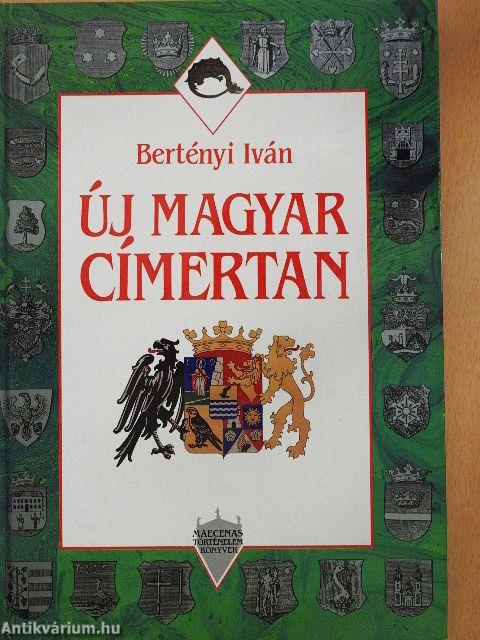 Bertényi Iván
ÚJ MAGYAR
CÍMERTAN
MAECENAS
TÖRTÉNELEM
KÖNYVEK
Antikvárium.hu